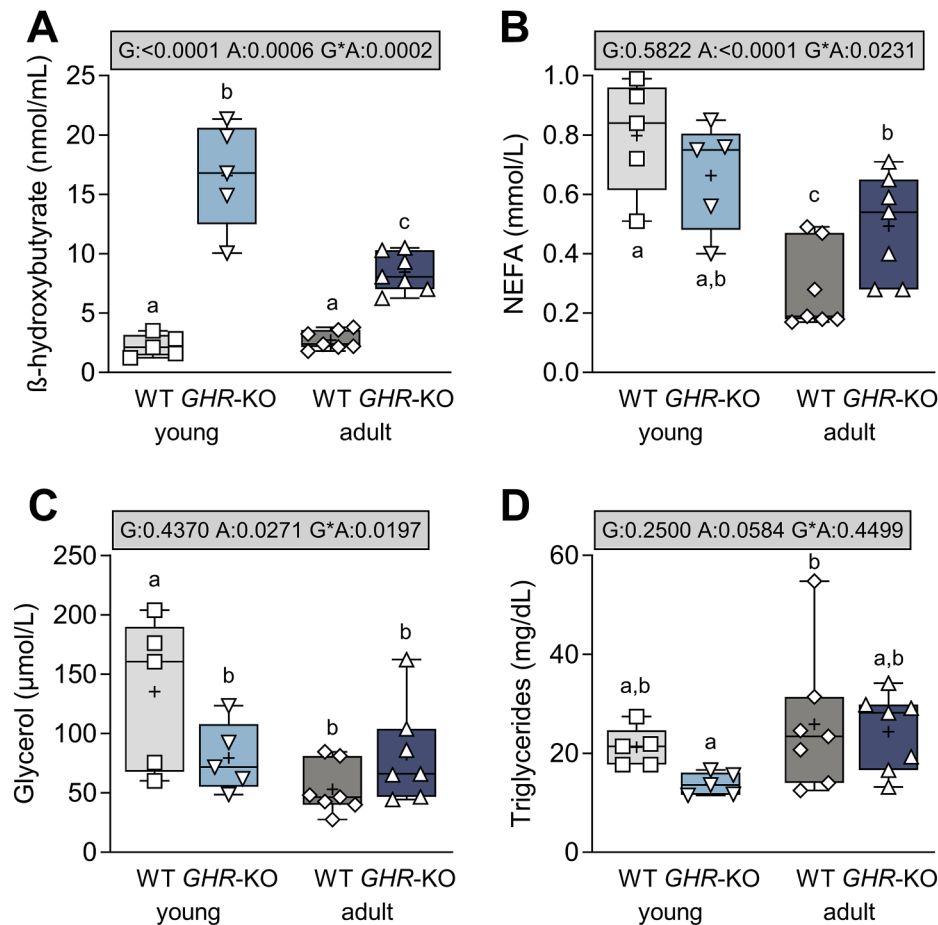 A
G:<0.0001 A:0.0006 G*A:0.0002
ß-hydroxybutyrate (nmol/mL)
25
20
15
10
5
0
a
b
a
c
WT GHR-KO
WT GHR-KO
young
adult
B
G:0.5822 A:<0.0001 G*A:0.0231
NEFA (mmol/L)
1.0
0.8
0.6
0.4
0.2
0.0
a
a,b
c
b
WT GHR-KO
WT GHR-KO
young
adult
C
G:0.4370 A:0.0271 G*A:0.0197
Glycerol (µmol/L)
250
200
150
100
50
0
a
b
b
b
WT GHR-KO
WT GHR-KO
young
adult
D
G:0.2500 A:0.0584 G*A:0.4499
Triglycerides (mg/dL)
60
40
20
0
a,b
a
b
a,b
WT GHR-KO
WT GHR-KO
young
adult